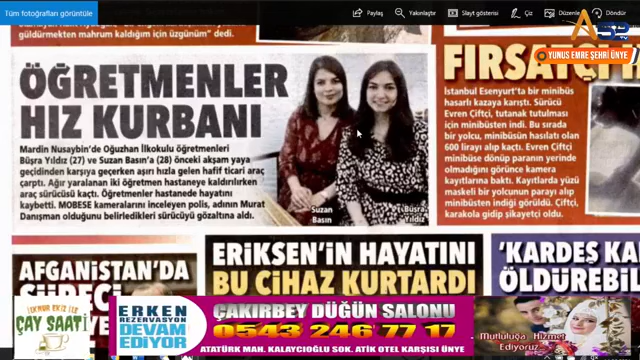 Tüm fotoğrafları görüntüle
Paylaş
Yakınlaştır
Slayt gösterisi
Çiz
Düzenle
Döndür
güldürmekten mahrum kaldığım için üzgünüm" dedi.
YUNUS EMRE ŞEHRİ ÜNYE
ÖĞRETMENLER
HIZ KURBANI
Mardin Nusaybin'de Oğuzhan İlkokulu öğretmenleri
Büşra Yıldız (27) ve Suzan Basın'a (28) önceki akşam yaya
geçidinden karşıya geçerken aşırı hızla gelen hafif ticari araç
çarptı. Ağır yaralanan iki öğretmen hastaneye kaldırılırken
araç sürücüsü kaçtı. Öğretmenler hastanede hayatını
kaybetti. MOBESE kameralarını inceleyen polis, adının Murat
Danışman olduğunu belirledikleri sürücüyü gözaltına aldı.
Suzan
Basın
Büşra
Yıldız
FIRSATÇI
İstanbul Esenyurt'ta bir minibüs
hasarlı kazaya karıştı. Sürücü
Evren Çiftçi, tutanak tutulması
için minibüsten indi. Bu sırada
bir yolcu, minibüsün hasılatı olan
600 lirayı alıp kaçtı. Evren Çiftçi
minibüse dönüp paranın yerinde
olmadığını görünce kamera
kayıtlarına baktı. Kayıtlarda yüzü
maskeli bir yolcunun parayı alıp
minibüsten indiği görüldü. Çiftçi,
karakola gidip şikayetçi oldu.
AFGANİSTAN'DA
SÜRECİ
ERİKSEN'İN HAYATINI
BU CİHAZ KURTARDI
'KARDEŞ KA
ÖLDÜREBİL
İLKNUR EKİZ İLE
ÇAY SAATİ
ERKEN
REZERVASYON
DEVAM
EDİYOR
ÇAKIRBEY DÜĞÜN SALONU
0543 246 77 17
ATATÜRK MAH. KALAYCIOĞLU SOK. ATİK OTEL KARŞISI ÜNYE
Mutluluğa Hizmet
Ediyoruz